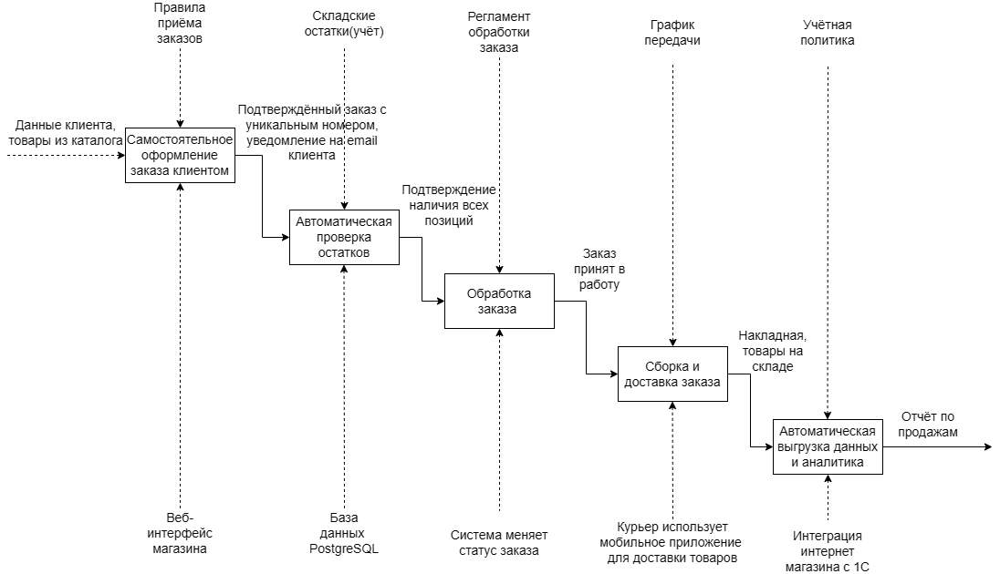 Правила
приёма
заказов
Складские
остатки(учёт)
Регламент
обработки
заказа
График
передачи
Учётная
политика
Данные клиента,
товары из каталога
Самостоятельное
оформление
заказа клиентом
Подтверждённый заказ с
уникальным номером,
уведомление на email
клиента
Автоматическая
проверка
остатков
Подтверждение
наличия всех
позиций
Обработка
заказа
Заказ
принят в
работу
Сборка и
доставка заказа
Накладная,
товары на
складе
Автоматическая
выгрузка данных
и аналитика
Отчёт по
продажам
Веб-
интерфейс
магазина
База
данных
PostgreSQL
Система меняет
статус заказа
Курьер использует
мобильное приложение
для доставки товаров
Интеграция
интернет
магазина с 1С